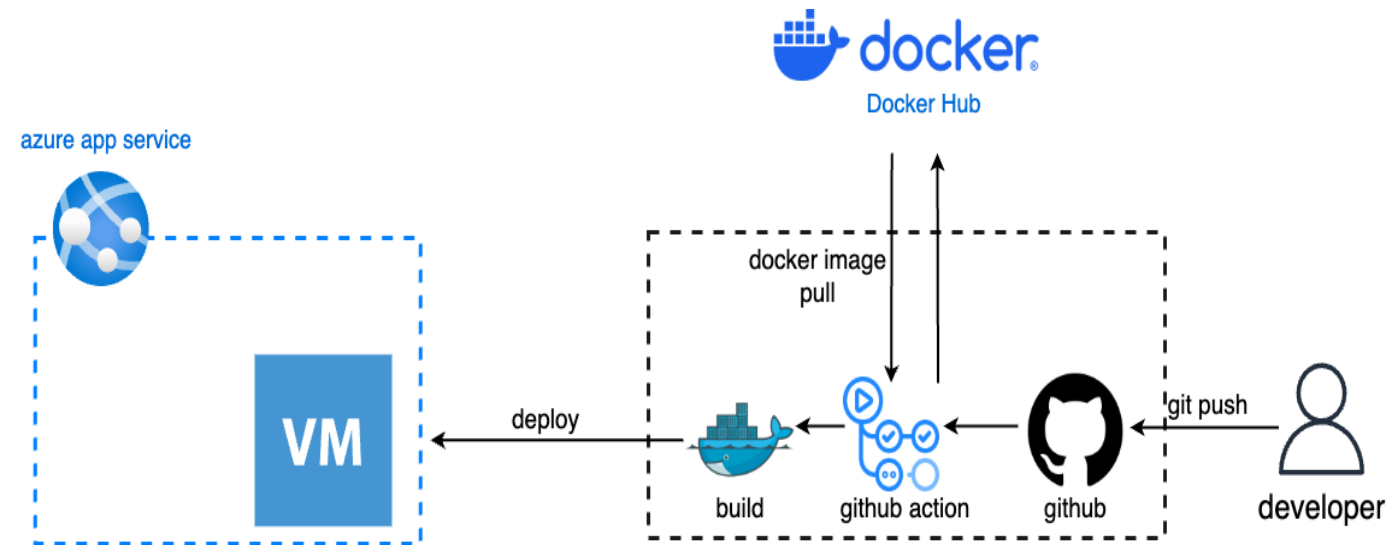 docker®
Docker Hub
azure app service
docker image
pull
git push
deploy
VM
build
github action
github
developer